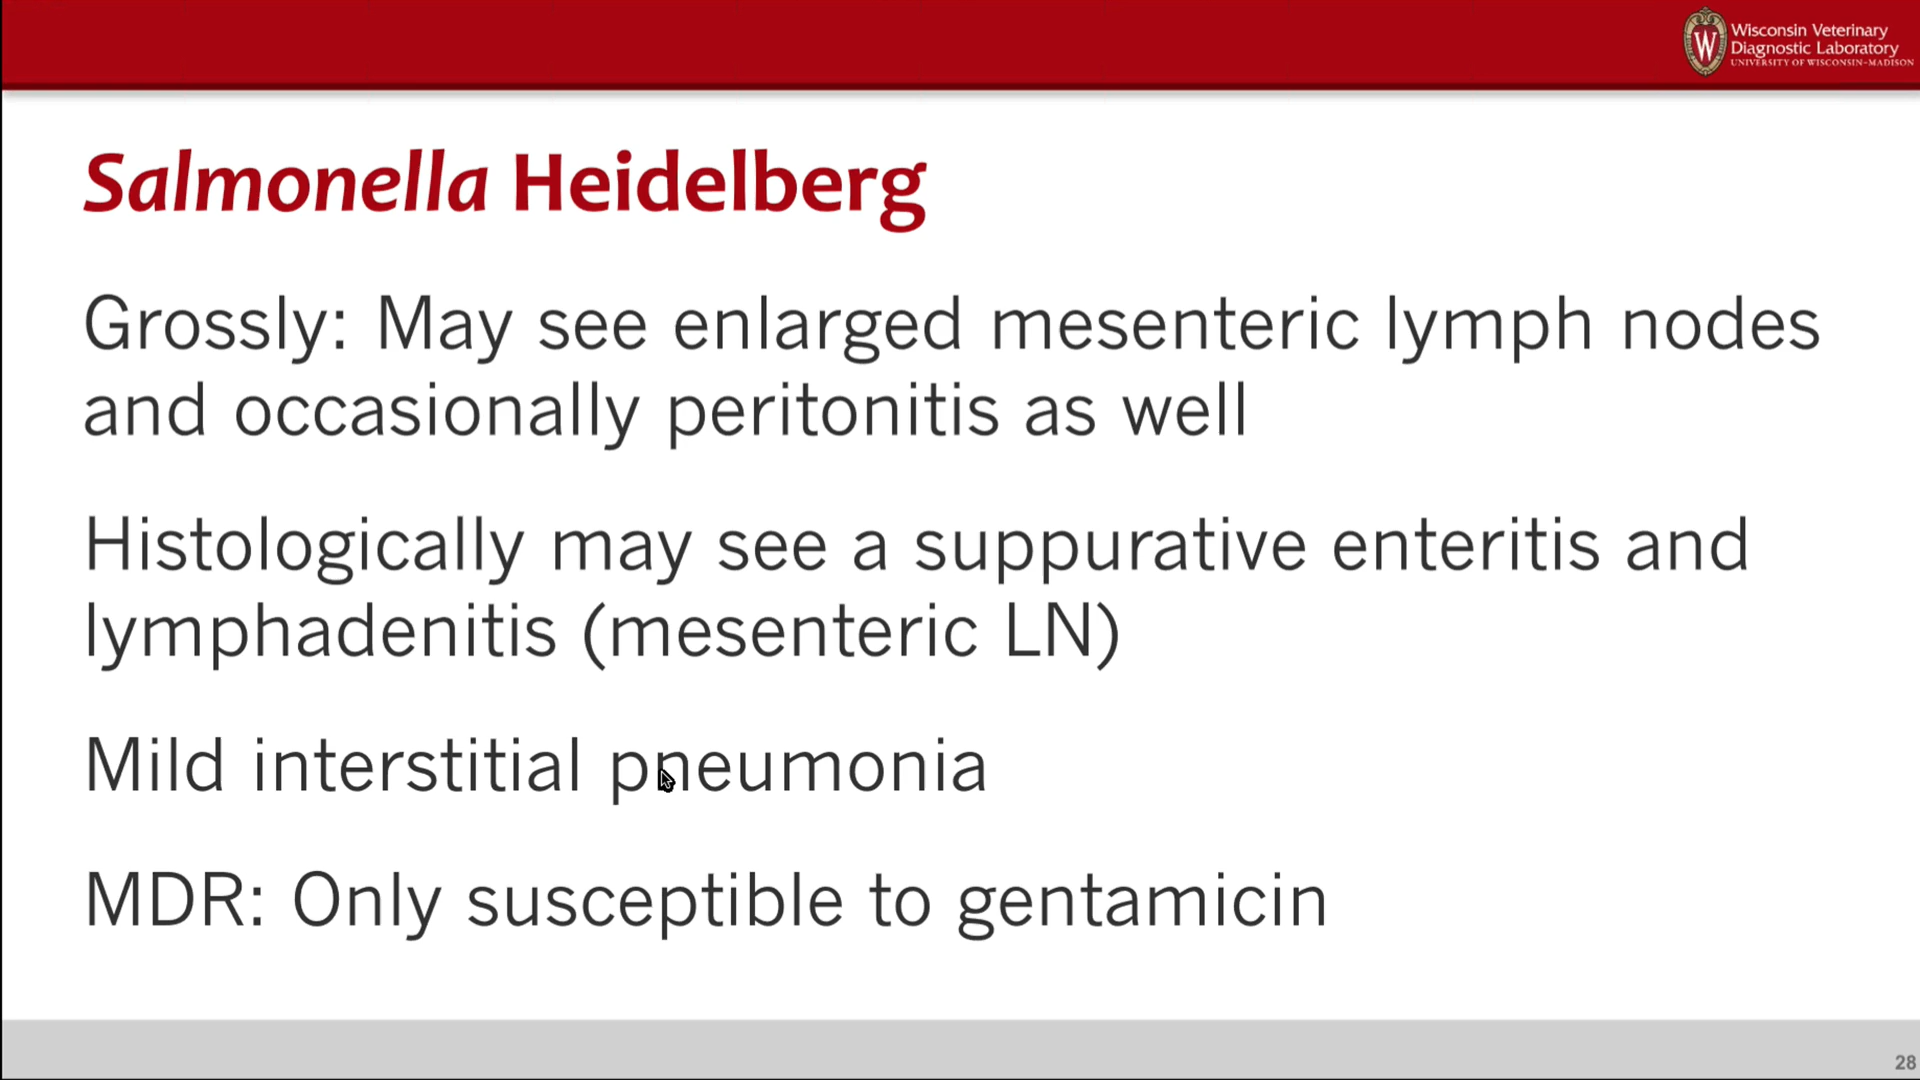 Wisconsin Veterinary
Diagnostic Laboratory
UNIVERSITY OF WISCONSIN-MADISON
W
Salmonella Heidelberg
Grossly: May see enlarged mesenteric lymph nodes
and occasionally peritonitis as well
Histologically may see a suppurative enteritis and
lymphadenitis (mesenteric LN)
Mild interstitial pneumonia
MDR: Only susceptible to gentamicin
28